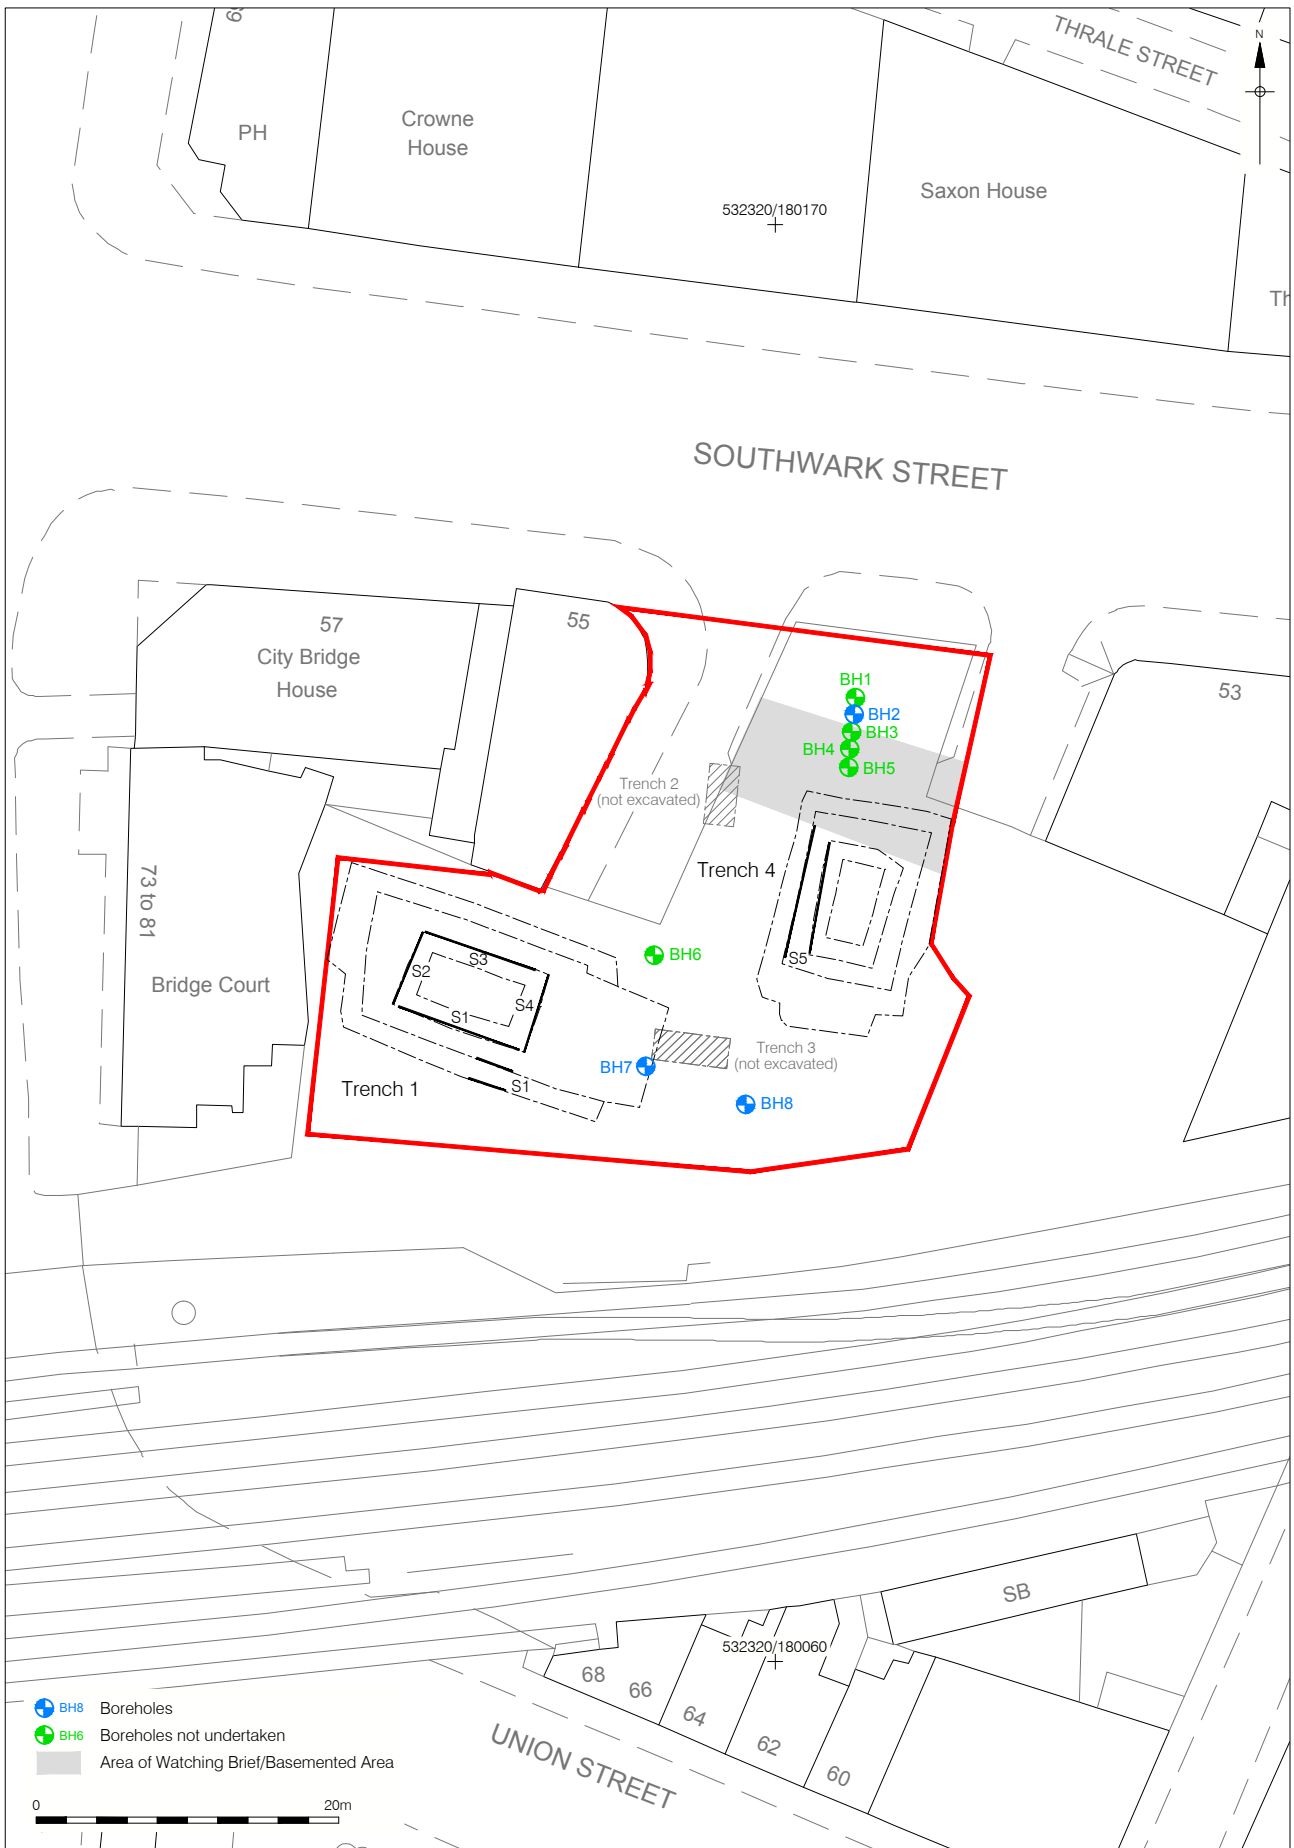 THRALE STREET
N
PH
Crowne
House
Saxon House
532320/180170
Th
SOUTHWARK STREET
57
City Bridge
House
55
53
BH1
BH2
BH3
BH4
BH5
Trench 2
(not excavated)
Trench 4
73 to 81
Bridge Court
BH6
S5
S3
S2
S4
S1
Trench 3
(not excavated)
BH7
S1
Trench 1
BH8
SB
532320/180060
68
66
64
62
60
UNION STREET
BH8 Boreholes
BH6 Boreholes not undertaken
Area of Watching Brief/Basemented Area
0 20m